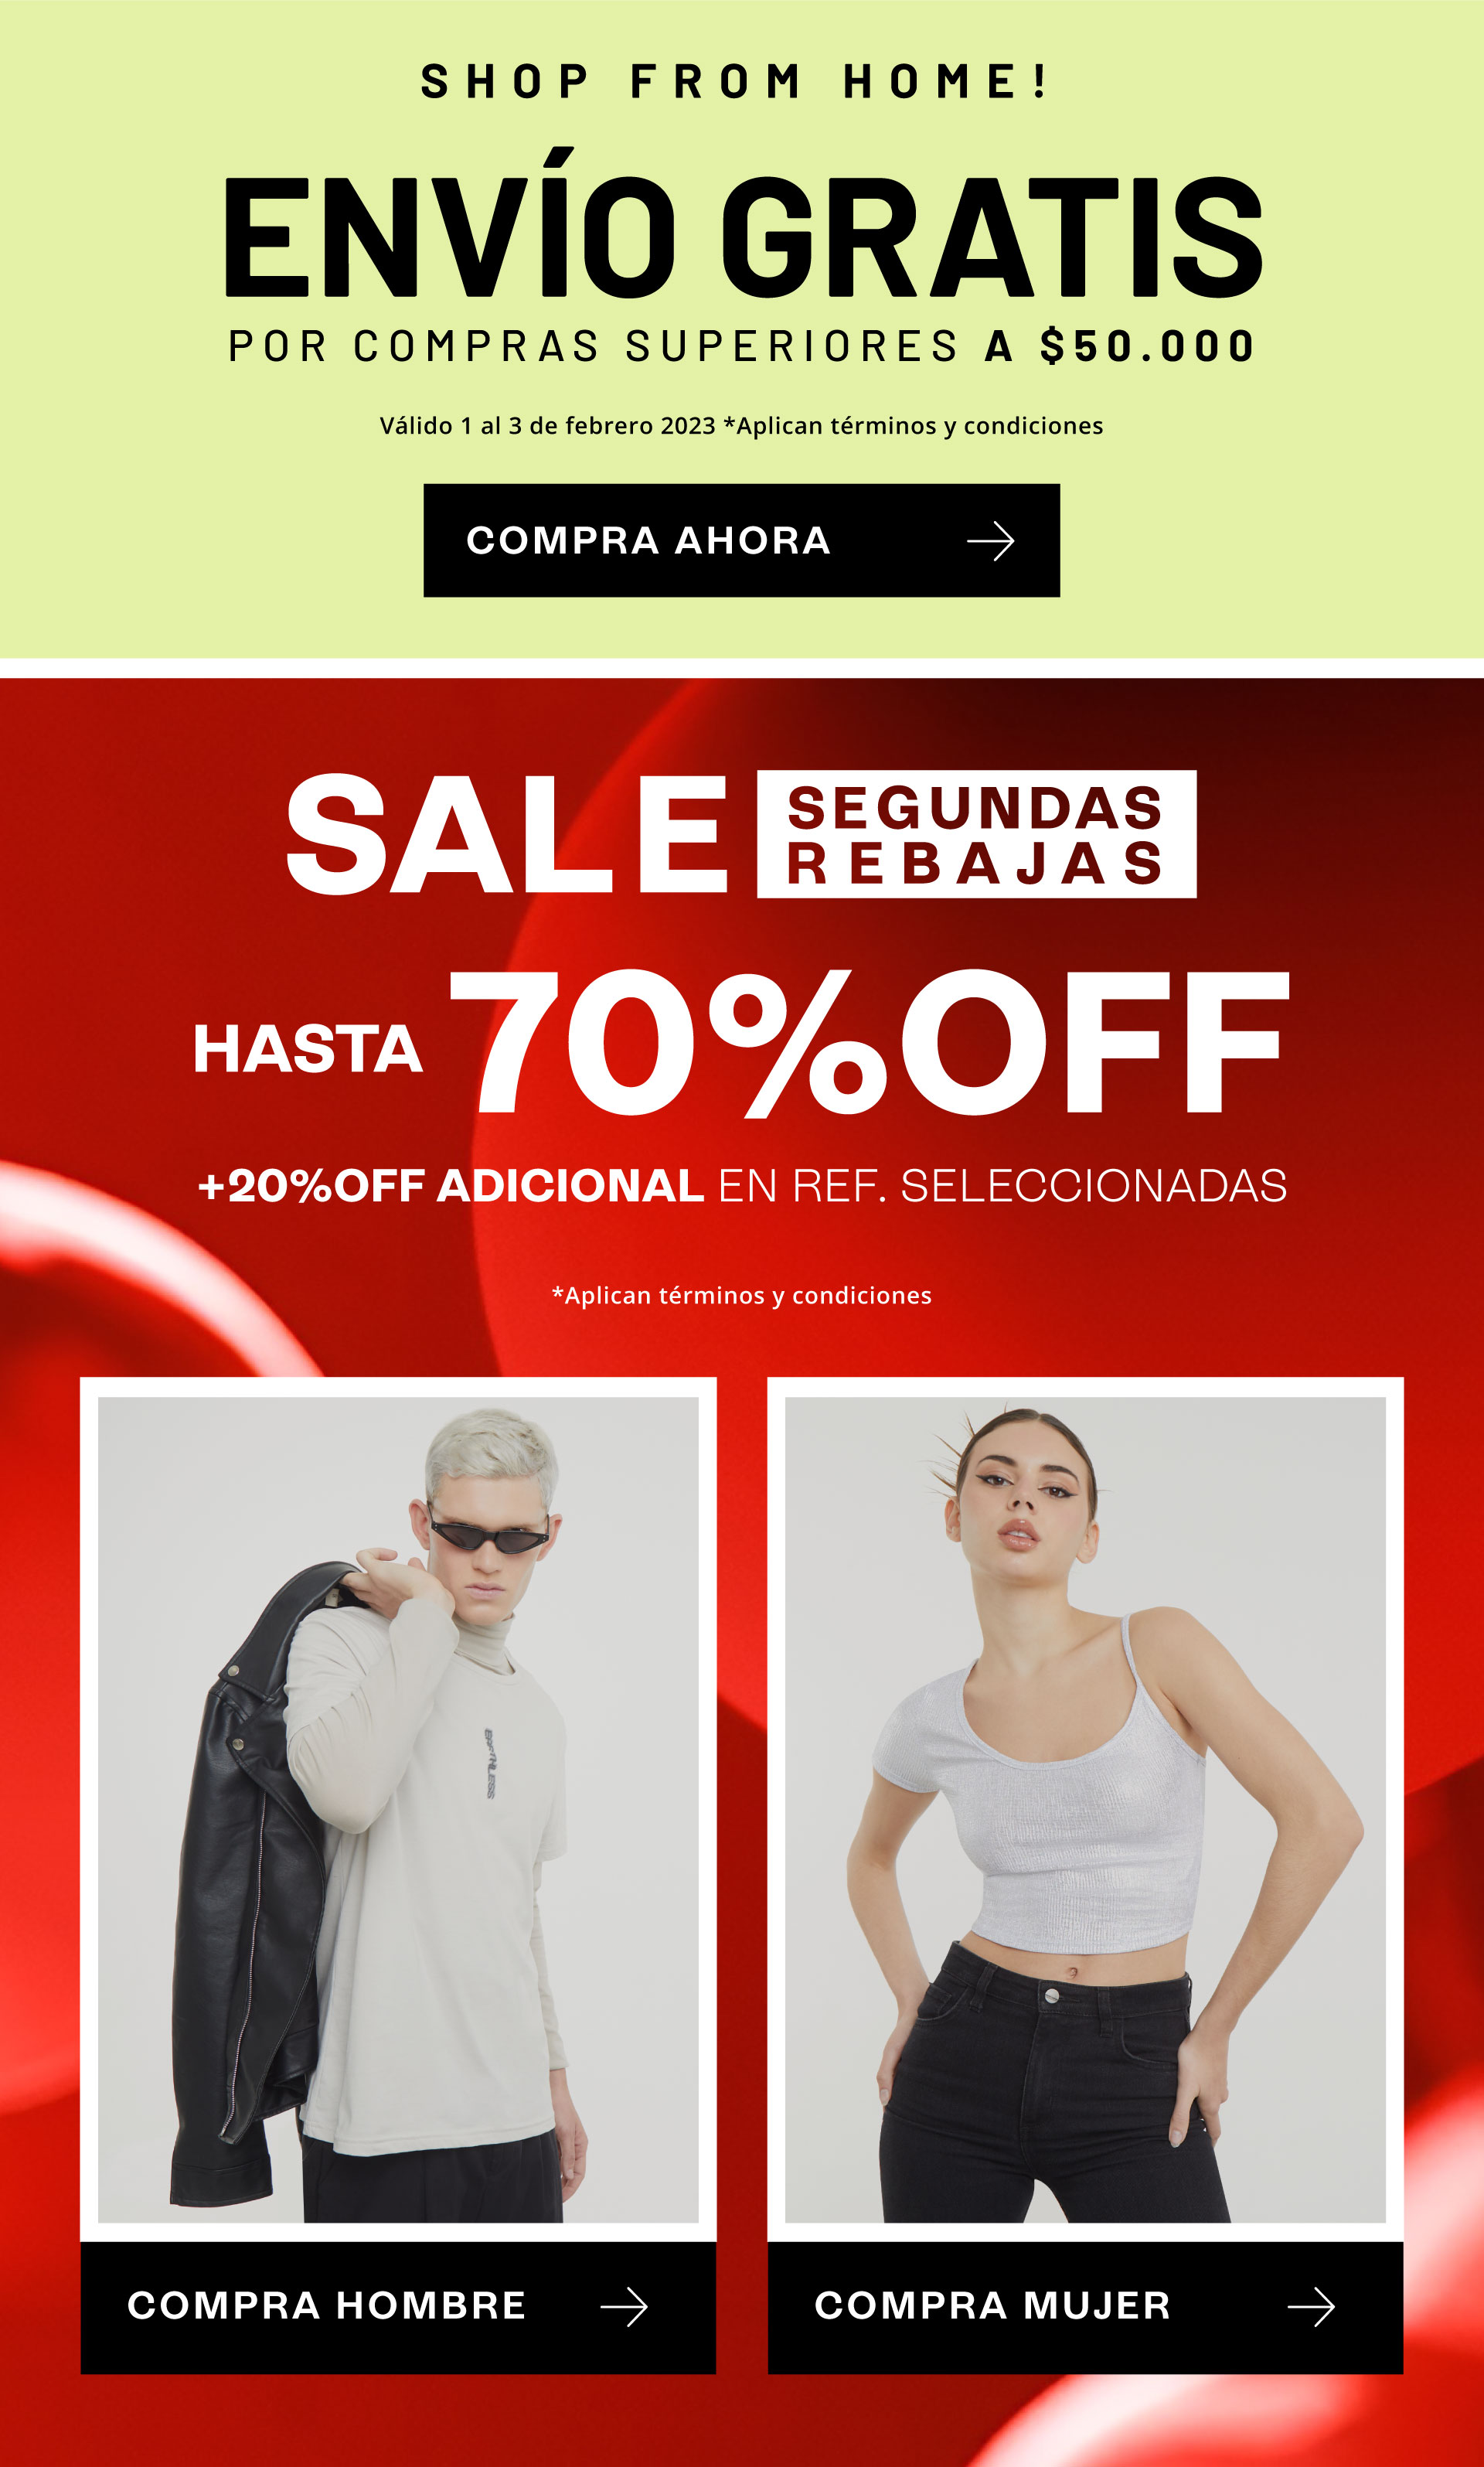 SHOP FROM HOME!
ENVÍO GRATIS
POR COMPRAS SUPERIORES A $50.000
Válido 1 al 3 de febrero 2023 *Aplican términos y condiciones
COMPRA AHORA
SALE SEGUNDAS
REBAJAS
HASTA 70%OFF
+20%OFF ADICIONAL EN REF. SELECCIONADAS
*Aplican términos y condiciones
COMPRA HOMBRE
COMPRA MUJER